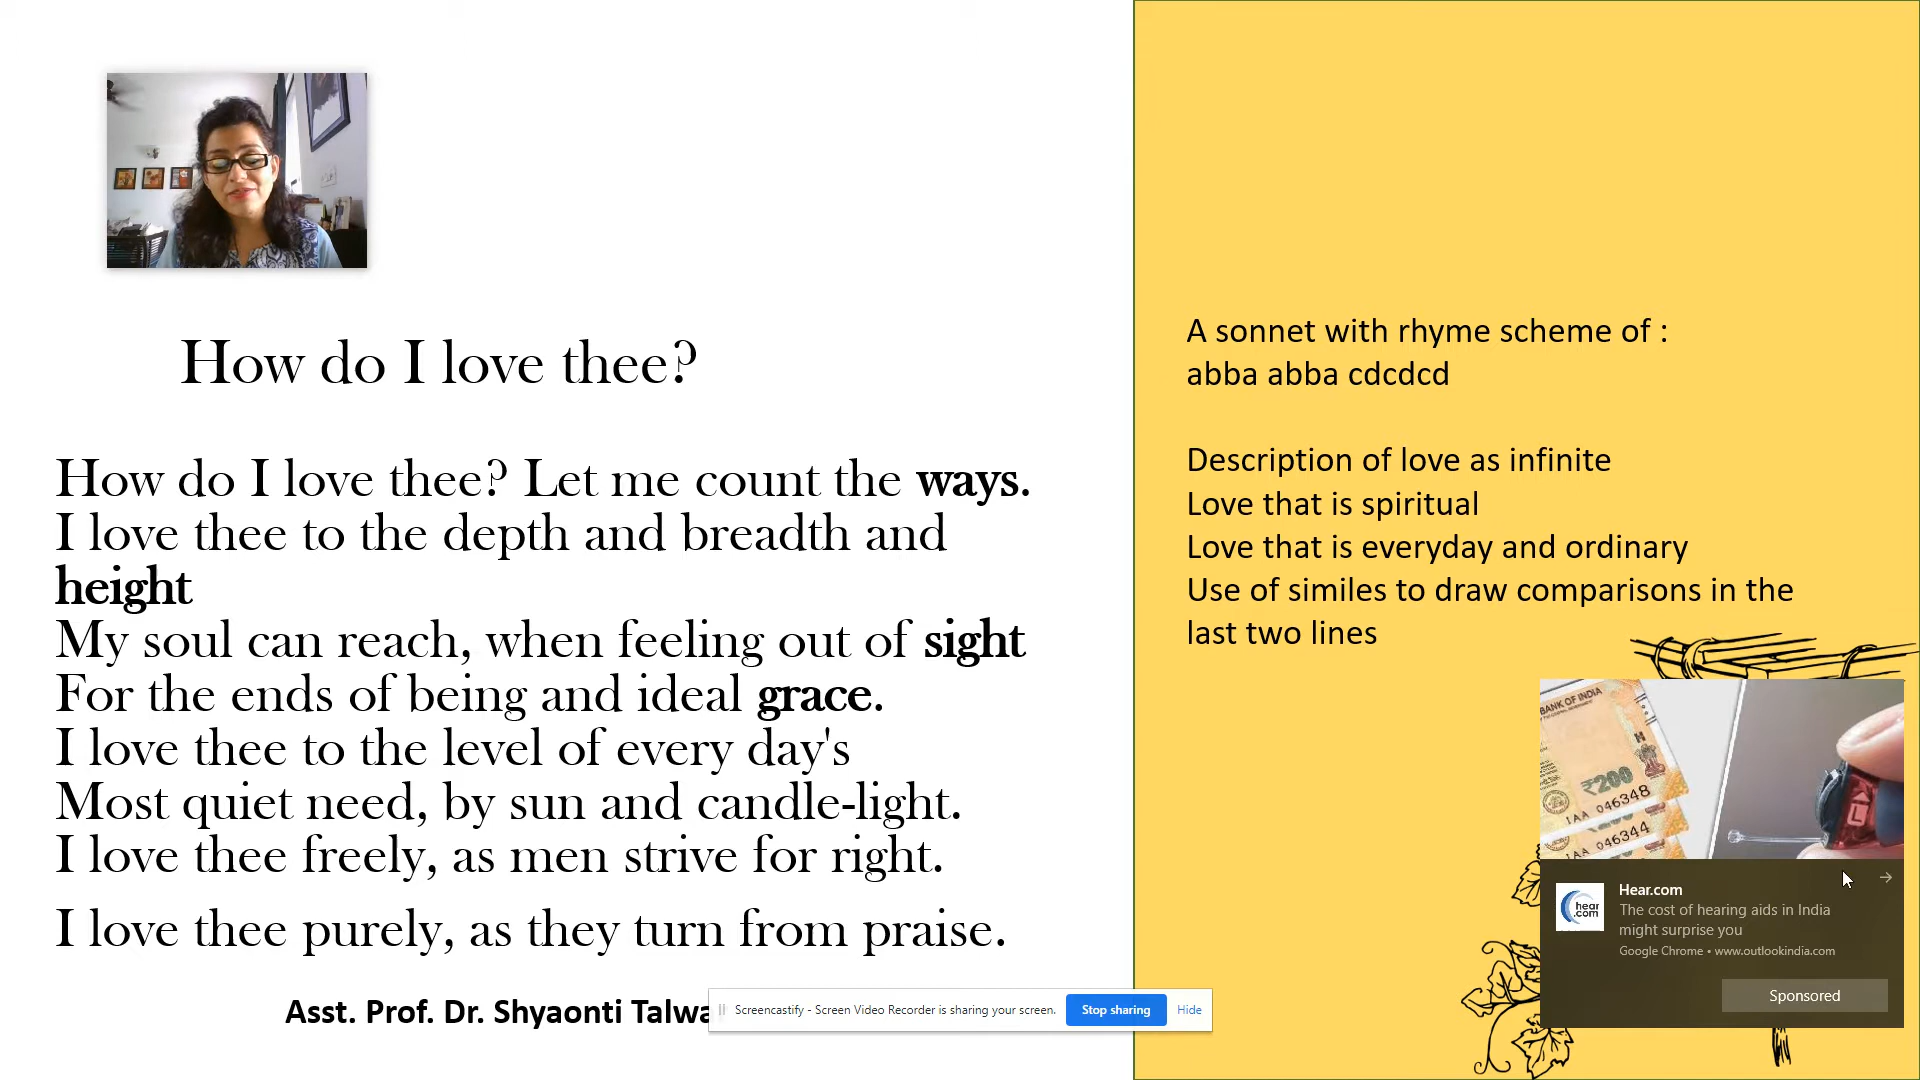 How do I love thee?
How do I love thee? Let me count the ways.
I love thee to the depth and breadth and
height
My soul can reach, when feeling out of sight
For the ends of being and ideal grace.
I love thee to the level of every day's
Most quiet need, by sun and candle-light.
I love thee freely, as men strive for right.
I love thee purely, as they turn from praise.
Asst. Prof. Dr. Shyaonti
Screencastify - Screen Video Recorder is sharing your screen.
Stop sharing
Hide
A sonnet with rhyme scheme of :
abba abba cdcdcd
Description of love as infinite
Love that is spiritual
Love that is everyday and ordinary
Use of similes to draw comparisons in the
last two lines
BANK OF INDIA
₹200
1AA 046348
1AA 046344
L
hear
.com
Hear.com
The cost of hearing aids in India
might surprise you
Google Chrome • www.outlookindia.com
Sponsored